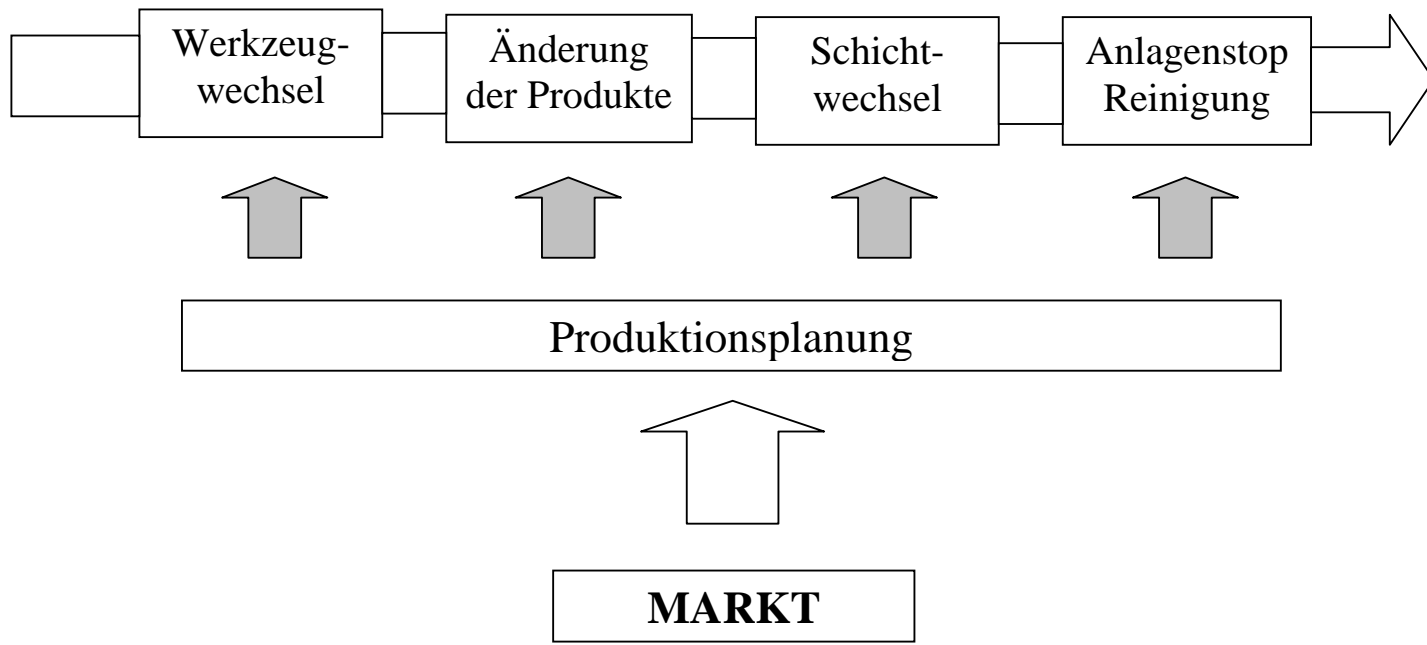 Werkzeug-
wechsel
Änderung
der Produkte
Schicht-
wechsel
Anlagenstop
Reinigung
Produktionsplanung
MARKT